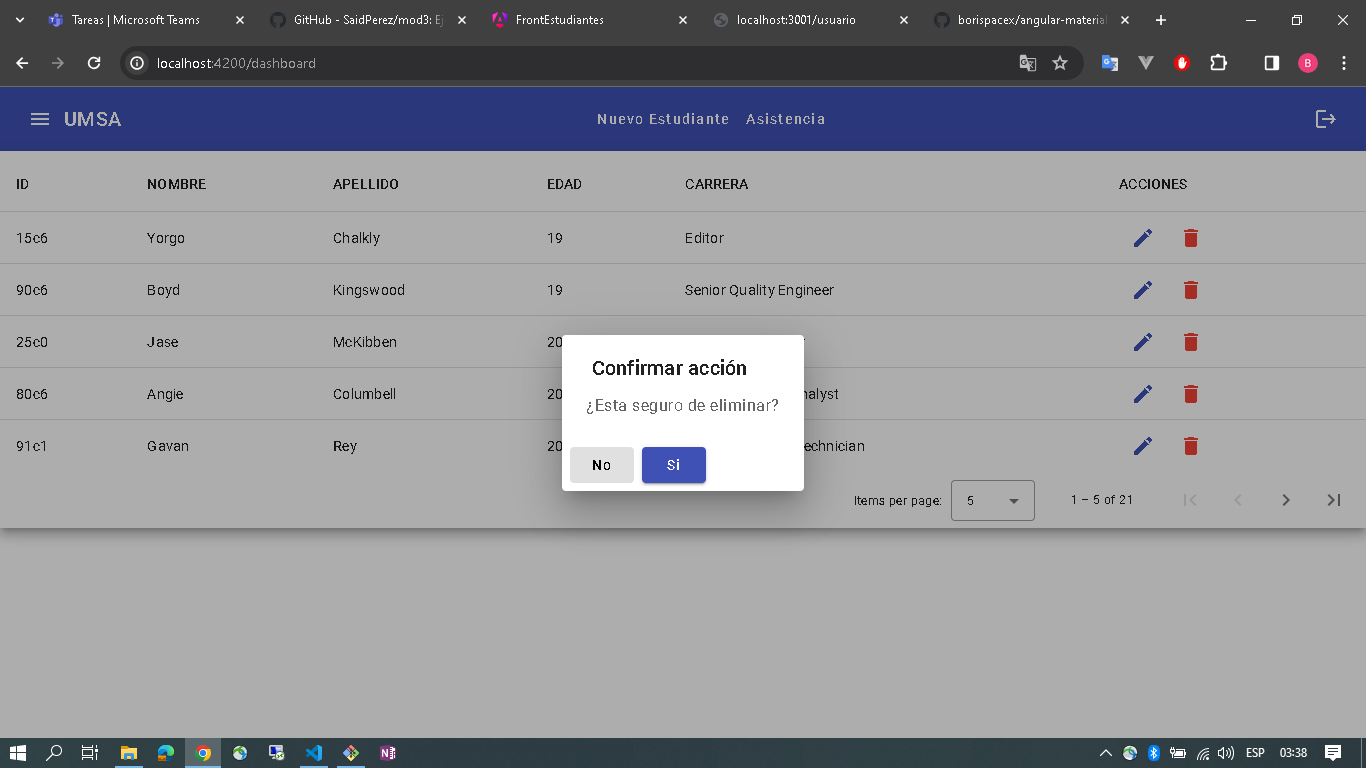 Tareas | Microsoft Teams
GitHub - SaidPerez/mod3: Ej
FrontEstudiantes
localhost:3001/usuario
borispacex/angular-material
localhost:4200/dashboard
B
UMSA
Nuevo Estudiante
Asistencia
ID NOMBRE APELLIDO EDAD CARRERA ACCIONES
15c6 Yorgo Chalkly 19 Editor
90c6 Boyd Kingswood 19 Senior Quality Engineer
25c0 Jase McKibben 20
80c6 Angie Columbell 20 nalyst
91c1 Gavan Rey 20 echnician
Confirmar acción
¿Esta seguro de eliminar?
No
Si
Items per page: 5 1 – 5 of 21
ESP 03:38